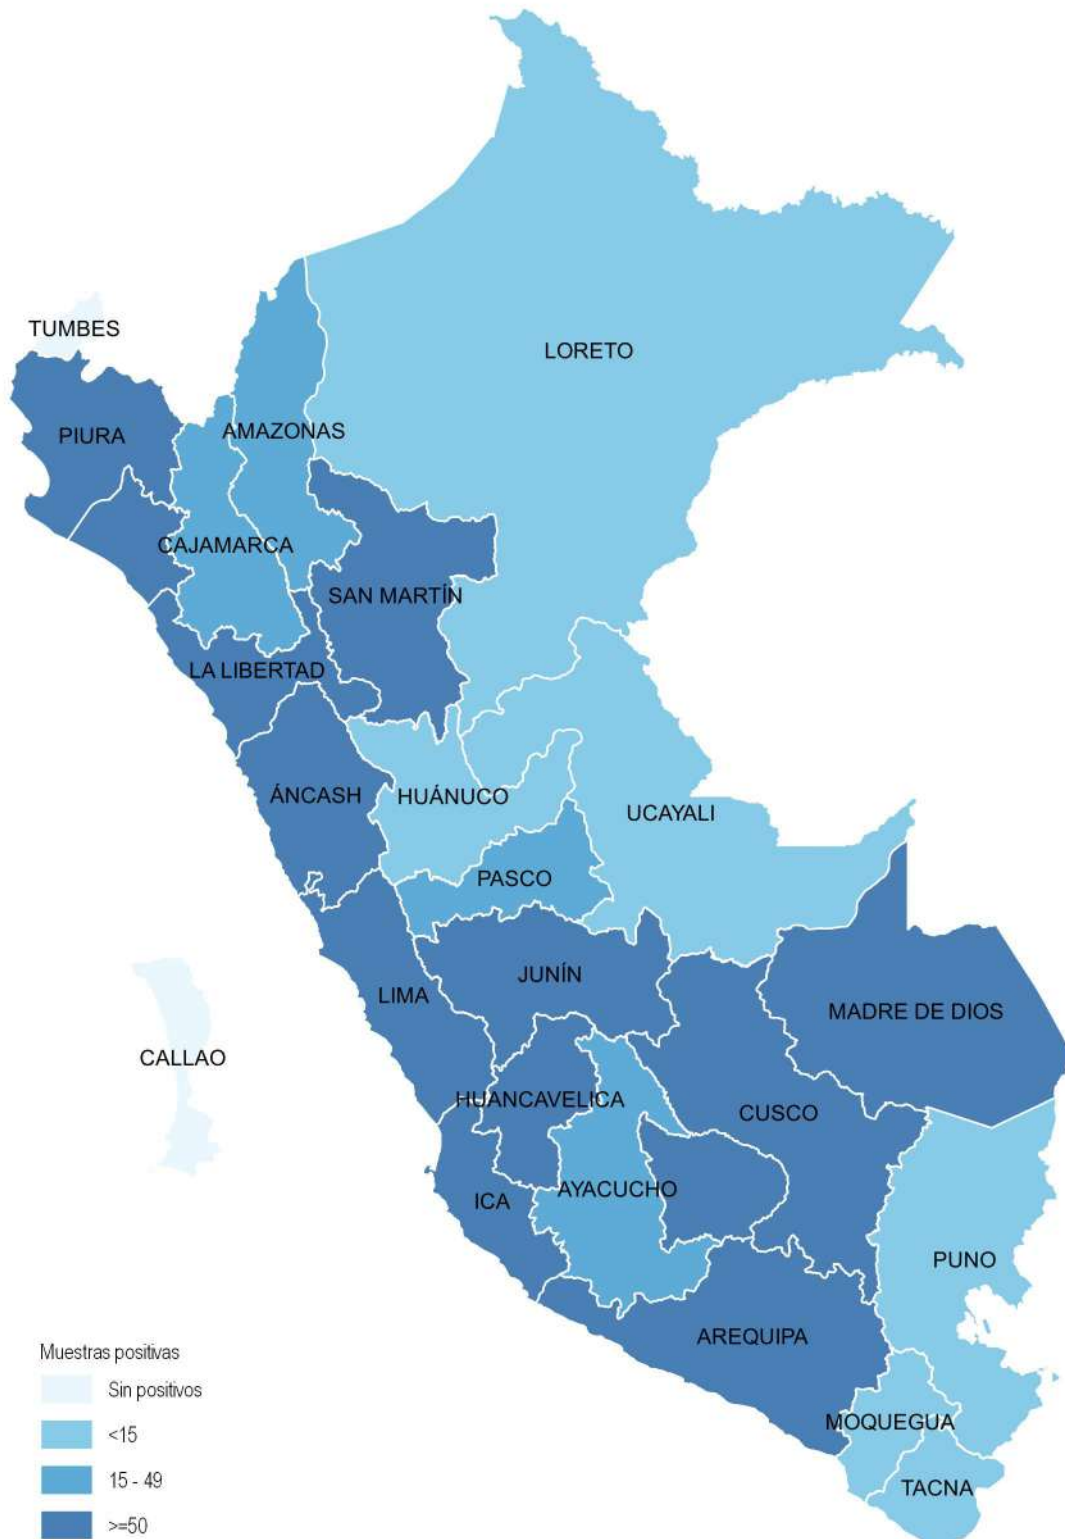 TUMBES
LORETO
PIURA
AMAZONAS
CAJAMARCA
SAN MARTÍN
LA LIBERTAD
ÁNCASH
HUÁNUCO
UCAYALI
PASCO
JUNÍN
LIMA
MADRE DE DIOS
CALLAO
HUANCAVELICA
CUSCO
AYACUCHO
ICA
PUNO
AREQUIPA
MOQUEGUA
TACNA
Muestras positivas
Sin positivos
<15
15 - 49
>=50